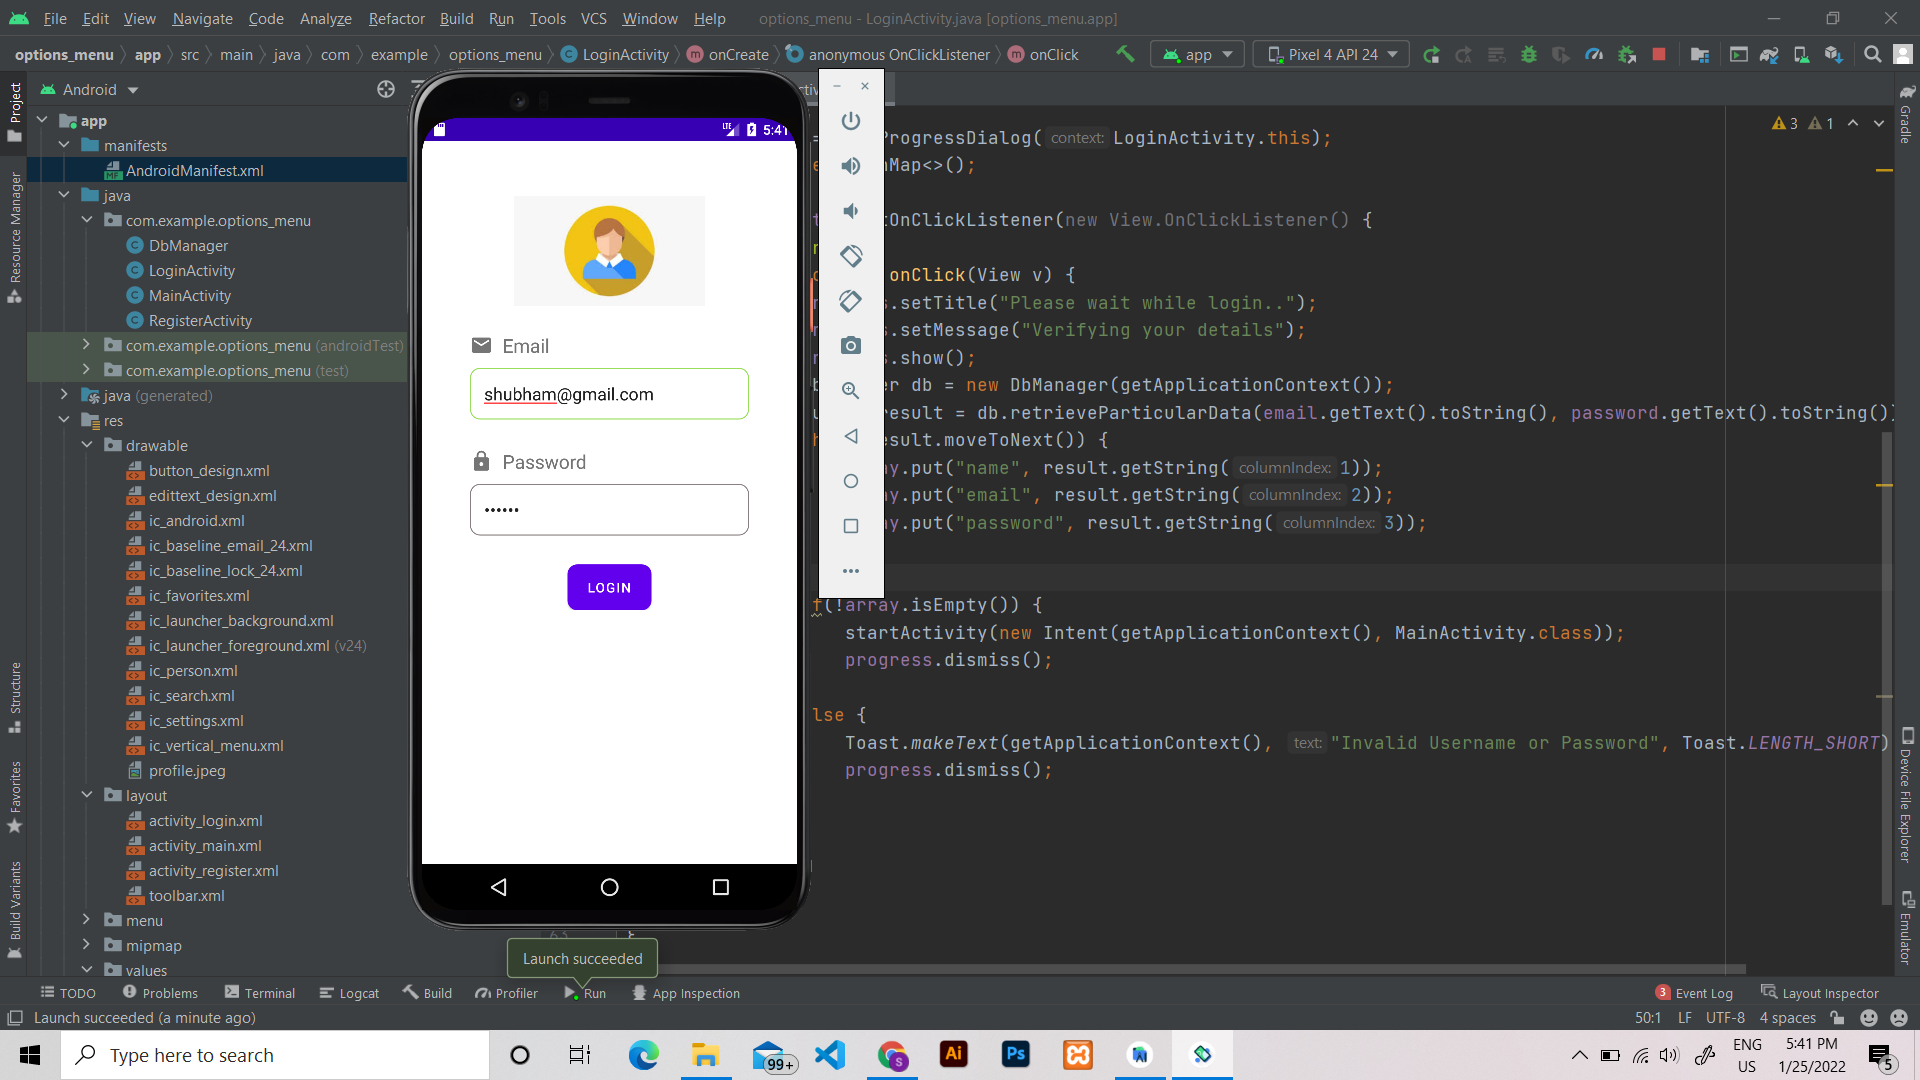 File Edit View Navigate Code Analyze Refactor Build Run Tools VCS Window Help options_menu - LoginActivity.java [options_menu.app]
options_menu app src main java com example options_menu LoginActivity onCreate anonymous OnClickListener onClick app Pixel 4 API 24
Project
Resource Manager
Structure
Favorites
Build Variants
Android
app
manifests
AndroidManifest.xml
java
com.example.options_menu
DbManager
LoginActivity
MainActivity
RegisterActivity
com.example.options_menu (androidTest)
com.example.options_menu (test)
java (generated)
res
drawable
button_design.xml
edittext_design.xml
ic_android.xml
ic_baseline_email_24.xml
ic_baseline_lock_24.xml
ic_favorites.xml
ic_launcher_background.xml
ic_launcher_foreground.xml (v24)
ic_person.xml
ic_search.xml
ic_settings.xml
ic_vertical_menu.xml
profile.jpeg
layout
activity_login.xml
activity_main.xml
activity_register.xml
toolbar.xml
menu
mipmap
values
LTE 5:41
Email
shubham@gmail.com
Password
••••••
LOGIN
3 1
ProgressDialog( context: LoginActivity.this);
Map<>();
OnClickListener(new View.OnClickListener() {
onClick(View v) {
.setTitle("Please wait while login..");
.setMessage("Verifying your details");
.show();
er db = new DbManager(getApplicationContext());
result = db.retrieveParticularData(email.getText().toString(), password.getText().toString()
esult.moveToNext()) {
y.put("name", result.getString( columnIndex: 1));
y.put("email", result.getString( columnIndex: 2));
y.put("password", result.getString( columnIndex: 3));
f(!array.isEmpty()) {
startActivity(new Intent(getApplicationContext(), MainActivity.class));
progress.dismiss();
lse {
Toast.makeText(getApplicationContext(), text: "Invalid Username or Password", Toast.LENGTH_SHORT)
progress.dismiss();
}
Gradle
Device File Explorer
Emulator
Launch succeeded
TODO Problems Terminal Logcat Build Profiler Run App Inspection 3 Event Log Layout Inspector
Launch succeeded (a minute ago) 50:1 LF UTF-8 4 spaces
Type here to search 99+ S Ai Ps ENG US 5:41 PM 1/25/2022 5